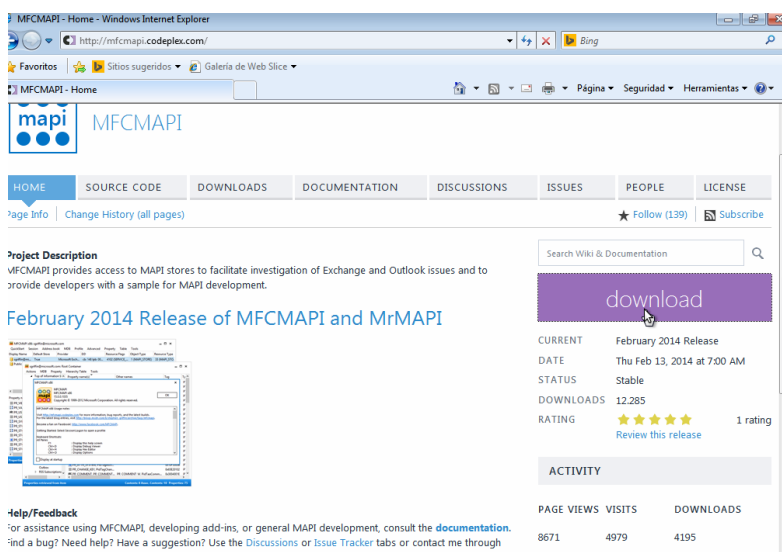 MFCMAPI - Home - Windows Internet Explorer
http://mfcmapi.codeplex.com/
Bing
Favoritos
Sitios sugeridos
Galería de Web Slice
MFCMAPI - Home
Página
Seguridad
Herramientas
mapi
MFCMAPI
HOME SOURCE CODE DOWNLOADS DOCUMENTATION DISCUSSIONS ISSUES PEOPLE LICENSE
Page Info Change History (all pages)
Follow (139) Subscribe
Project Description
MFCMAPI provides access to MAPI stores to facilitate investigation of Exchange and Outlook issues and to
provide developers with a sample for MAPI development.
Search Wiki & Documentation
download
February 2014 Release of MFCMAPI and MrMAPI
CURRENT February 2014 Release
DATE Thu Feb 13, 2014 at 7:00 AM
STATUS Stable
DOWNLOADS 12.285
RATING 1 rating
Review this release
ACTIVITY
PAGE VIEWS VISITS DOWNLOADS
8671 4979 4195
Help/Feedback
For assistance using MFCMAPI, developing add-ins, or general MAPI development, consult the documentation.
Find a bug? Need help? Have a suggestion? Use the Discussions or Issue Tracker tabs or contact me through